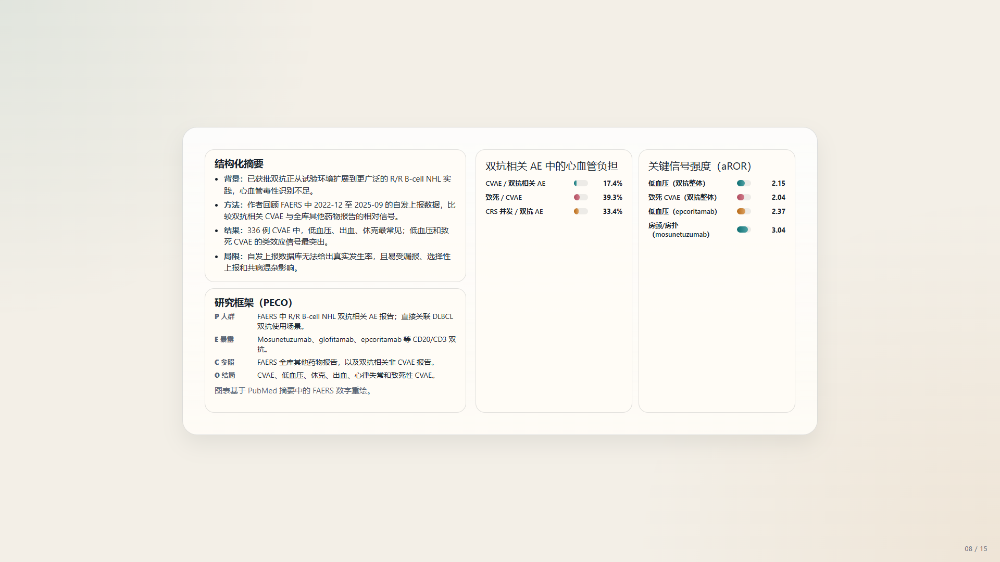 结构化摘要
• 背景：已获批双抗正从试验环境扩展到更广泛的 R/R B-cell NHL 实
践，心血管毒性识别不足。
• 方法：作者回顾 FAERS 中 2022-12 至 2025-09 的自发上报数据，比
较双抗相关 CVAE 与全库其他药物报告的相对信号。
• 结果：336 例 CVAE 中，低血压、出血、休克最常见；低血压和致
死 CVAE 的类效应信号最突出。
• 局限：自发上报数据库无法给出真实发生率，且易受漏报、选择性
上报和共病混杂影响。
研究框架（PECO）
P 人群 FAERS 中 R/R B-cell NHL 双抗相关 AE 报告；直接关联 DLBCL
双抗使用场景。
E 暴露 Mosunetuzumab、glofitamab、epcoritamab 等 CD20/CD3 双
抗。
C 参照 FAERS 全库其他药物报告，以及双抗相关非 CVAE 报告。
O 结局 CVAE、低血压、休克、出血、心律失常和致死性 CVAE。
图表基于 PubMed 摘要中的 FAERS 数字重绘。
双抗相关 AE 中的心血管负担
CVAE / 双抗相关 AE 17.4%
致死 / CVAE 39.3%
CRS 并发 / 双抗 AE 33.4%
关键信号强度（aROR）
低血压（双抗整体） 2.15
致死 CVAE（双抗整体） 2.04
低血压（epcoritamab） 2.37
房颤/房扑
（mosunetuzumab） 3.04
08 / 15